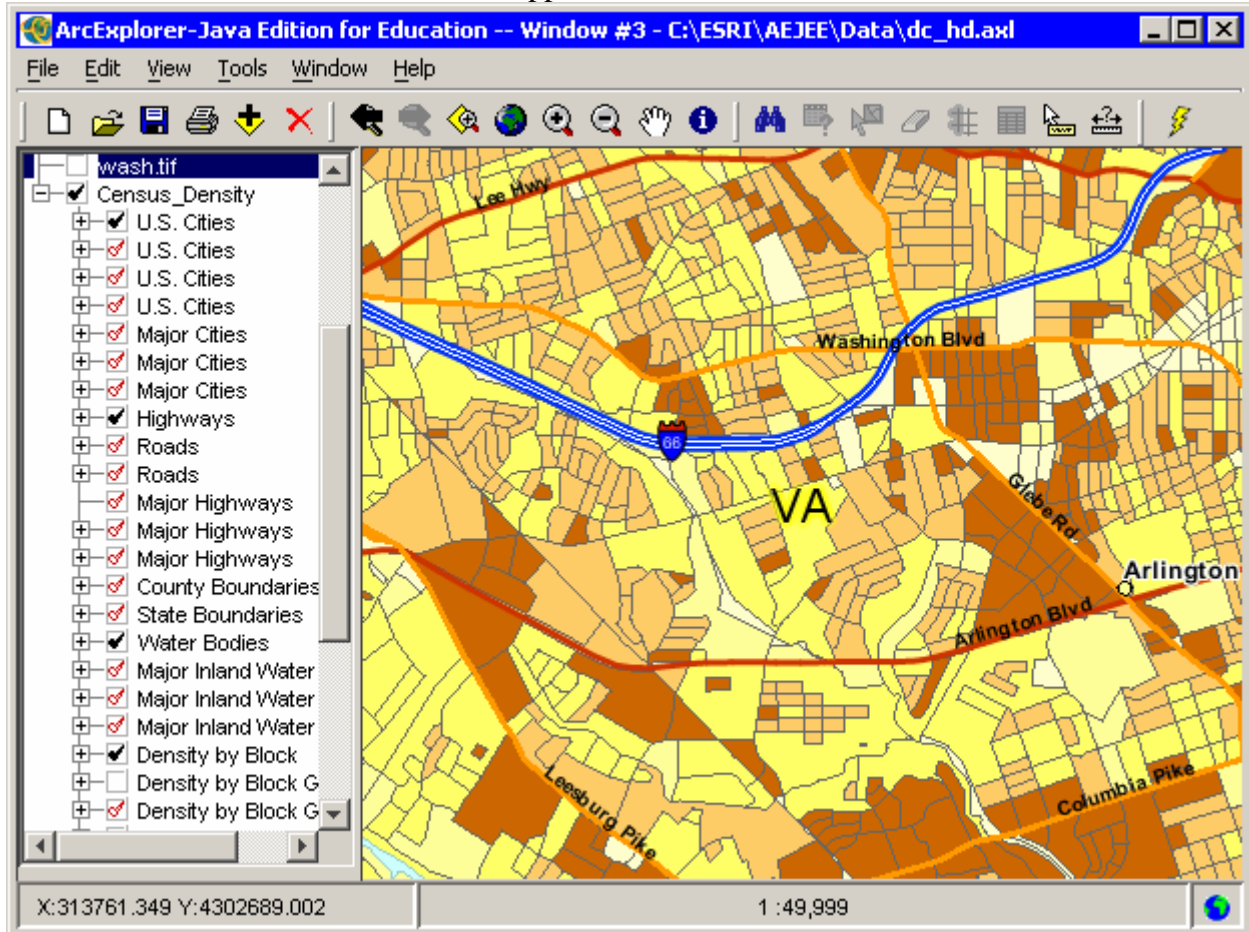 ArcExplorer-Java Edition for Education -- Window #3 - C:\ESRI\AEJEE\Data\dc_hd.axl
File Edit View Tools Window Help
wash.tif
Census_Density
U.S. Cities
U.S. Cities
U.S. Cities
U.S. Cities
Major Cities
Major Cities
Major Cities
Highways
Roads
Roads
Major Highways
Major Highways
Major Highways
County Boundaries
State Boundaries
Water Bodies
Major Inland Water
Major Inland Water
Major Inland Water
Density by Block
Density by Block G
Density by Block G
Lee Hwy
Washington Blvd
66
VA
Glebe Rd
Arlington
Arlington Blvd
Leesburg Pike
Columbia Pike
X:313761.349 Y:4302689.002
1 :49,999